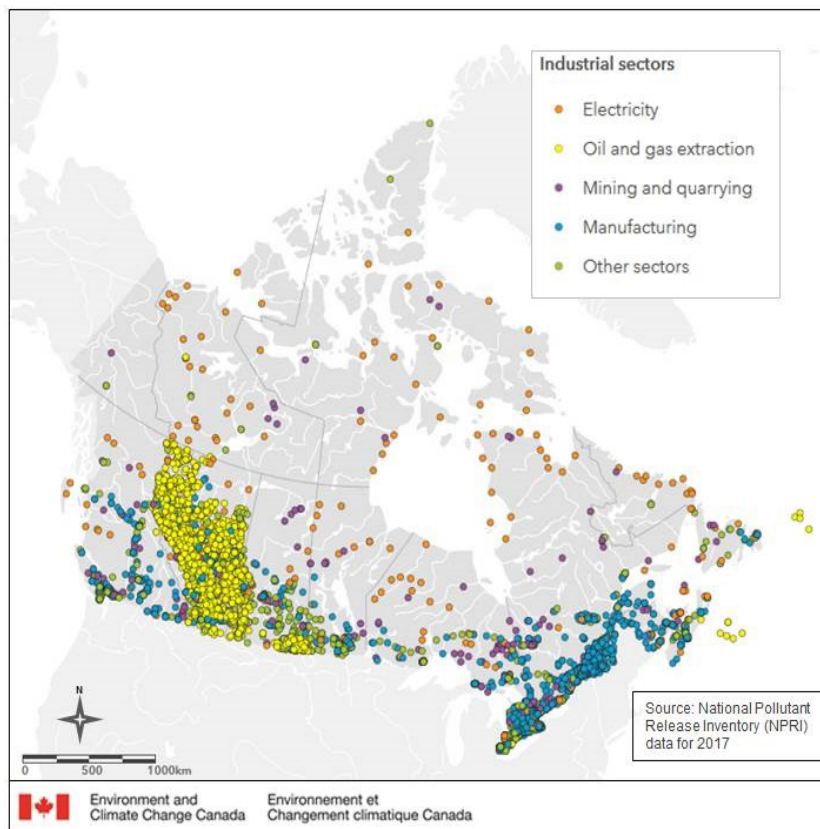 Industrial sectors
Electricity
Oil and gas extraction
Mining and quarrying
Manufacturing
Other sectors
N
0 500 1000km
Source: National Pollutant
Release Inventory (NPRI)
data for 2017
Environment and
Climate Change Canada
Environnement et
Changement climatique Canada